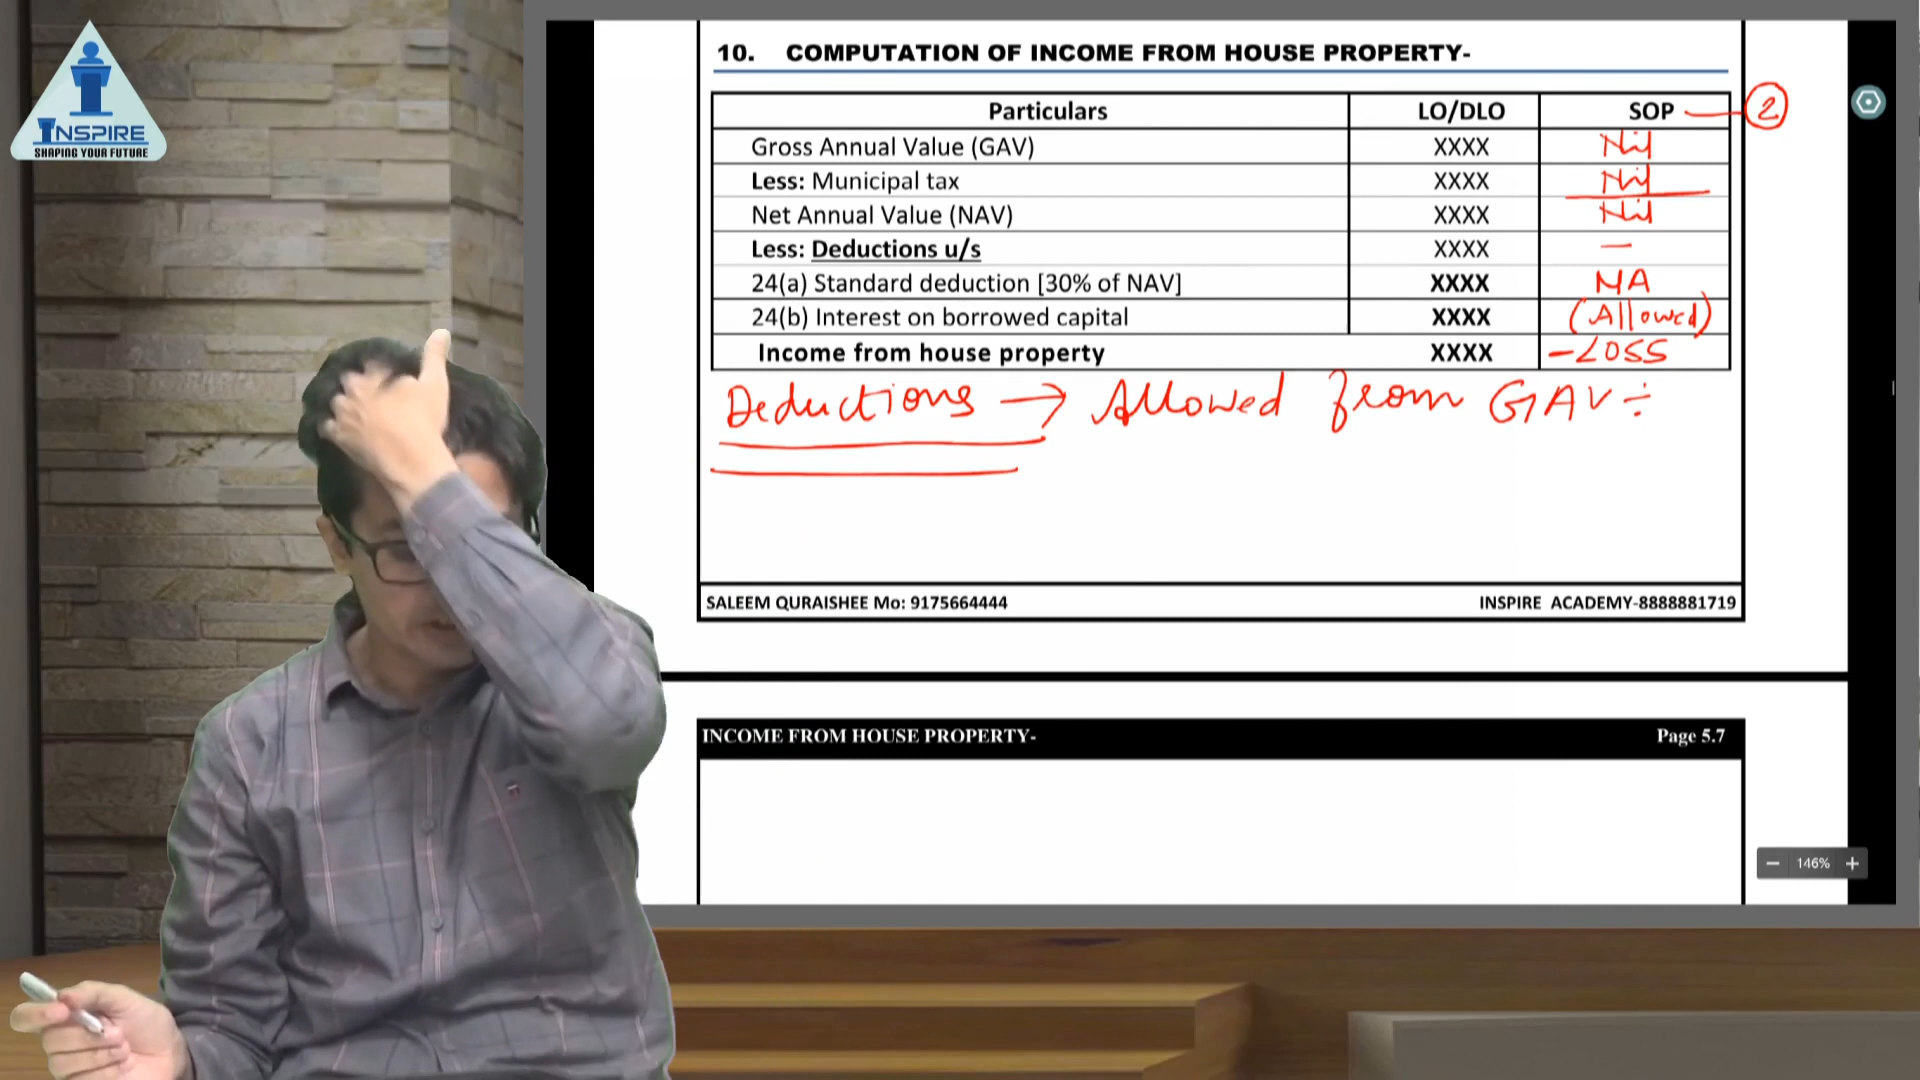 INSPIRE
SHAPING YOUR FUTURE
10. COMPUTATION OF INCOME FROM HOUSE PROPERTY-
Particulars LO/DLO SOP 2
Gross Annual Value (GAV) XXXX Nil
Less: Municipal tax XXXX Nil
Net Annual Value (NAV) XXXX Nil
Less: Deductions u/s XXXX —
24(a) Standard deduction [30% of NAV] XXXX NA
24(b) Interest on borrowed capital XXXX (Allowed)
Income from house property XXXX -LOSS
Deductions → Allowed from GAV ÷
SALEEM QURAISHEE Mo: 9175664444 INSPIRE ACADEMY-8888881719
INCOME FROM HOUSE PROPERTY- Page 5.7
− 146% +